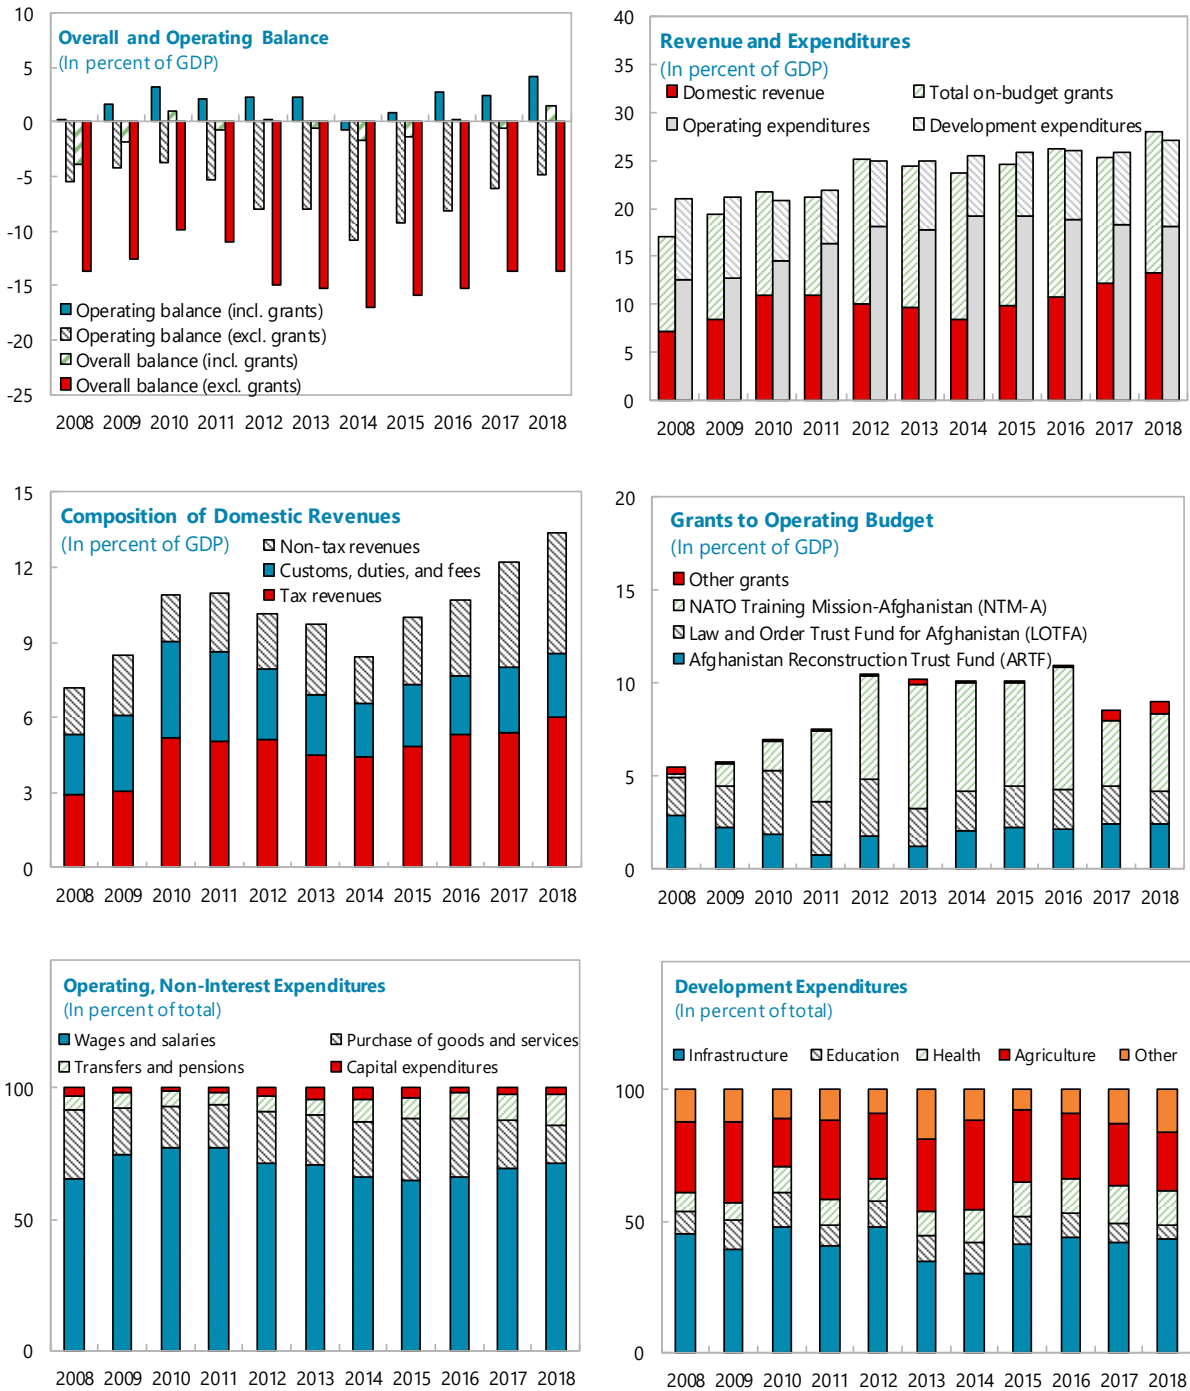 Overall and Operating Balance
(In percent of GDP)
10
5
0
-5
-10
-15
-20
-25
Operating balance (incl. grants)
Operating balance (excl. grants)
Overall balance (incl. grants)
Overall balance (excl. grants)
2008 2009 2010 2011 2012 2013 2014 2015 2016 2017 2018
Revenue and Expenditures
(In percent of GDP)
Domestic revenue
Total on-budget grants
Operating expenditures
Development expenditures
40
35
30
25
20
15
10
5
0
2008 2009 2010 2011 2012 2013 2014 2015 2016 2017 2018
Composition of Domestic Revenues
(In percent of GDP)
Non-tax revenues
Customs, duties, and fees
Tax revenues
15
12
9
6
3
0
2008 2009 2010 2011 2012 2013 2014 2015 2016 2017 2018
Grants to Operating Budget
(In percent of GDP)
Other grants
NATO Training Mission-Afghanistan (NTM-A)
Law and Order Trust Fund for Afghanistan (LOTFA)
Afghanistan Reconstruction Trust Fund (ARTF)
20
15
10
5
0
2008 2009 2010 2011 2012 2013 2014 2015 2016 2017 2018
Operating, Non-Interest Expenditures
(In percent of total)
Wages and salaries
Purchase of goods and services
Transfers and pensions
Capital expenditures
100
50
0
2008 2009 2010 2011 2012 2013 2014 2015 2016 2017 2018
Development Expenditures
(In percent of total)
Infrastructure
Education
Health
Agriculture
Other
100
50
0
2008 2009 2010 2011 2012 2013 2014 2015 2016 2017 2018